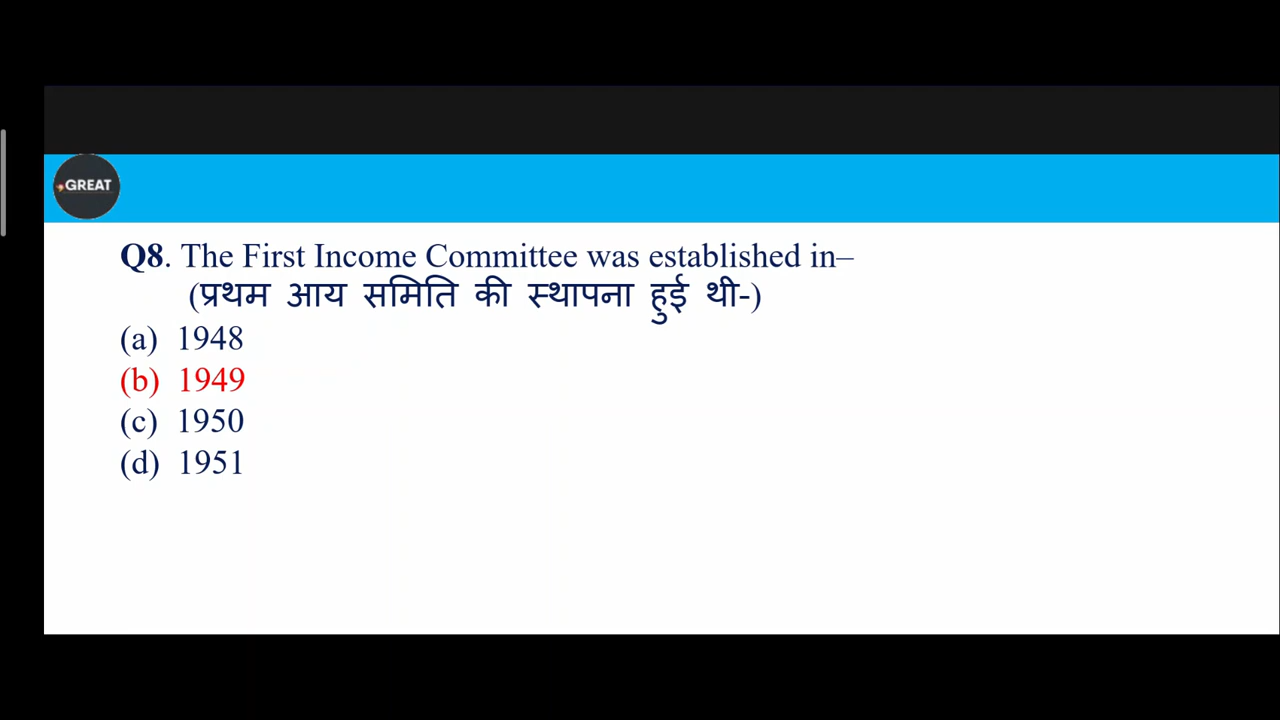 GREAT
Q8. The First Income Committee was established in–
(प्रथम आय समिति की स्थापना हुई थी-)
(a) 1948
(b) 1949
(c) 1950
(d) 1951